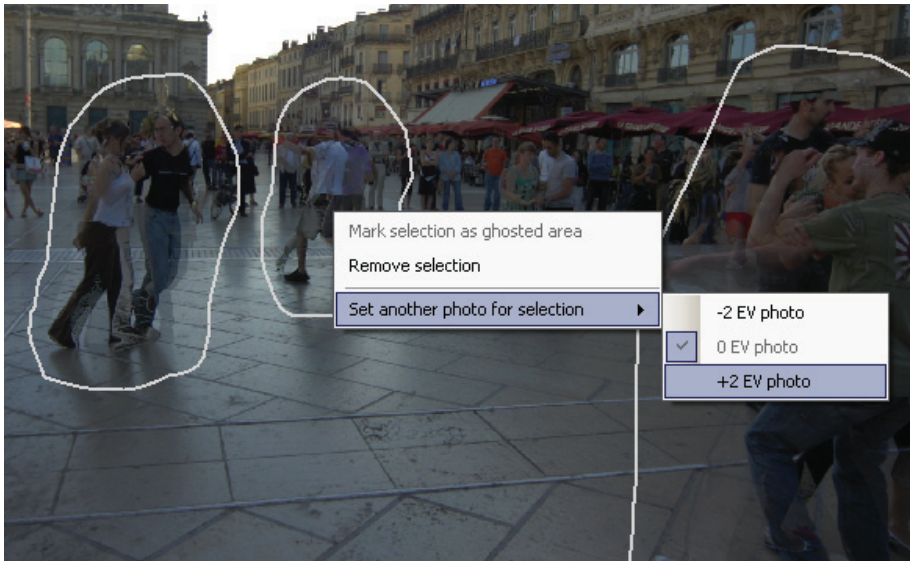 Mark selection as ghosted area
Remove selection
Set another photo for selection
-2 EV photo
0 EV photo
+2 EV photo